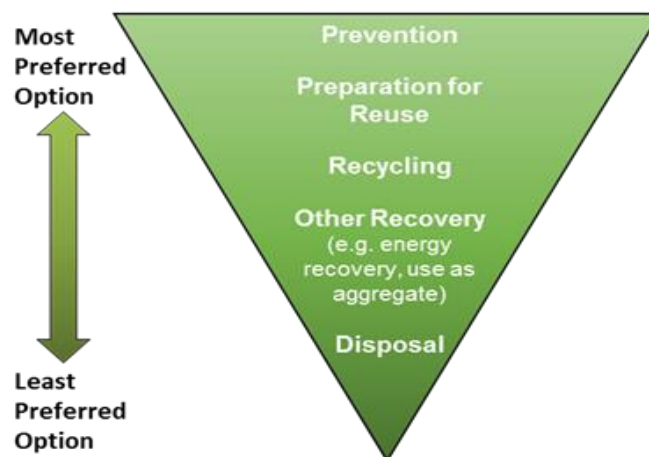 Most
Preferred
Option
Prevention
Preparation for
Reuse
Recycling
Other Recovery
(e.g. energy
recovery, use as
aggregate)
Disposal
Least
Preferred
Option